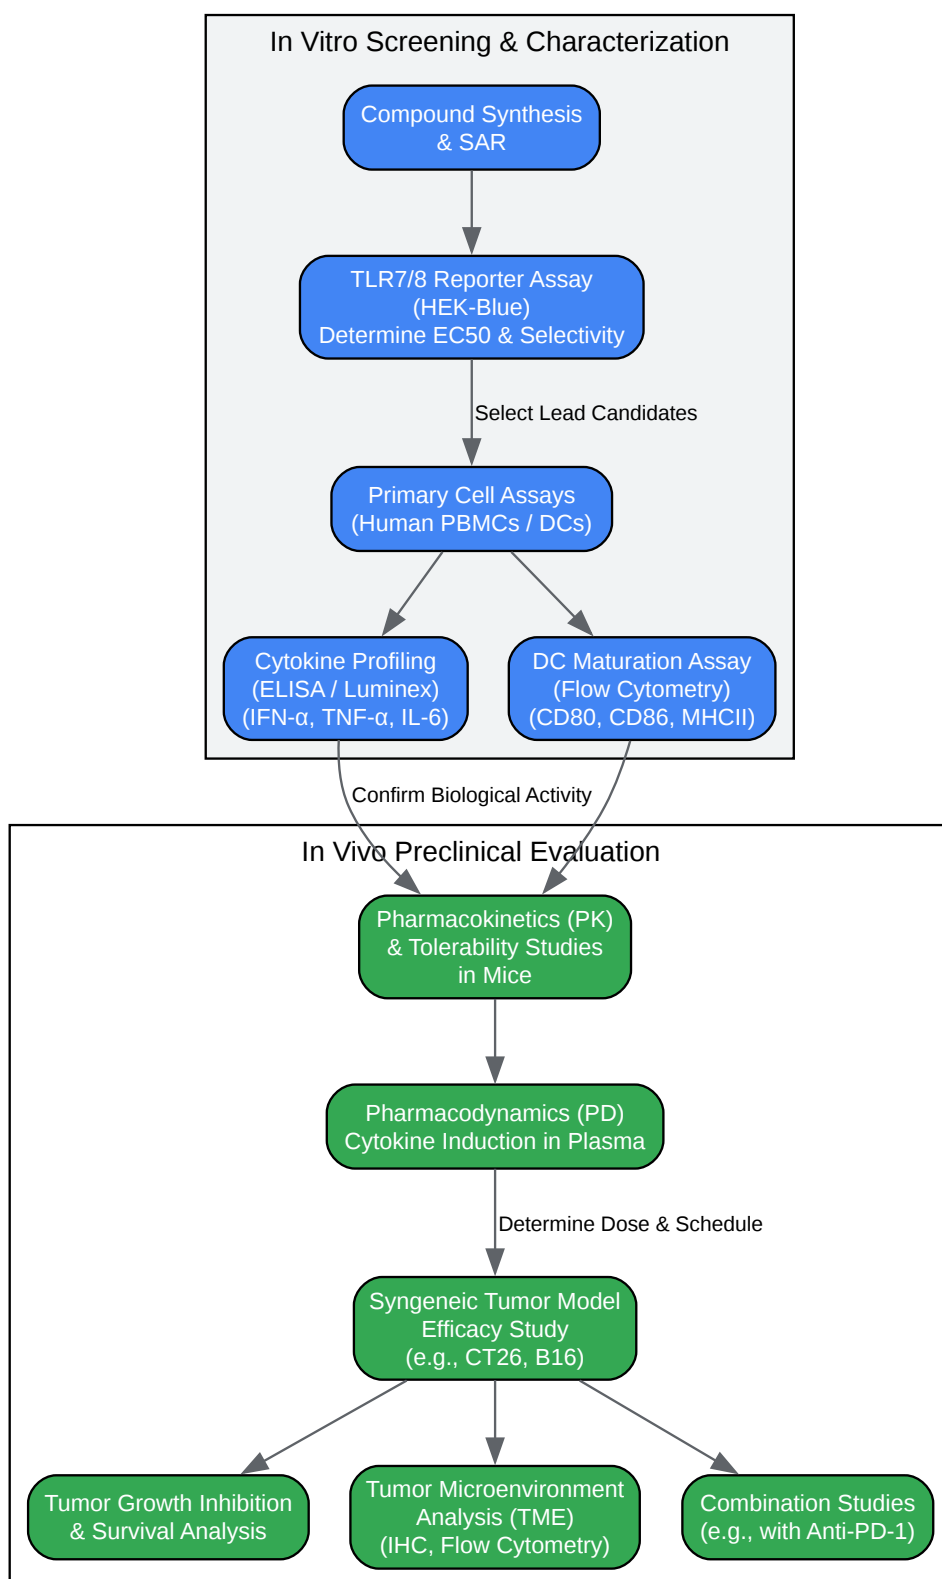 In Vitro Screening & Characterization
Compound Synthesis
& SAR
TLR7/8 Reporter Assay
(HEK-Blue)
Determine EC50 & Selectivity
Select Lead Candidates
Primary Cell Assays
(Human PBMCs / DCs)
Cytokine Profiling
(ELISA / Luminex)
(IFN-α, TNF-α, IL-6)
DC Maturation Assay
(Flow Cytometry)
(CD80, CD86, MHCII)
Confirm Biological Activity
In Vivo Preclinical Evaluation
Pharmacokinetics (PK)
& Tolerability Studies
in Mice
Pharmacodynamics (PD)
Cytokine Induction in Plasma
Determine Dose & Schedule
Syngeneic Tumor Model
Efficacy Study
(e.g., CT26, B16)
Tumor Growth Inhibition
& Survival Analysis
Tumor Microenvironment
Analysis (TME)
(IHC, Flow Cytometry)
Combination Studies
(e.g., with Anti-PD-1)